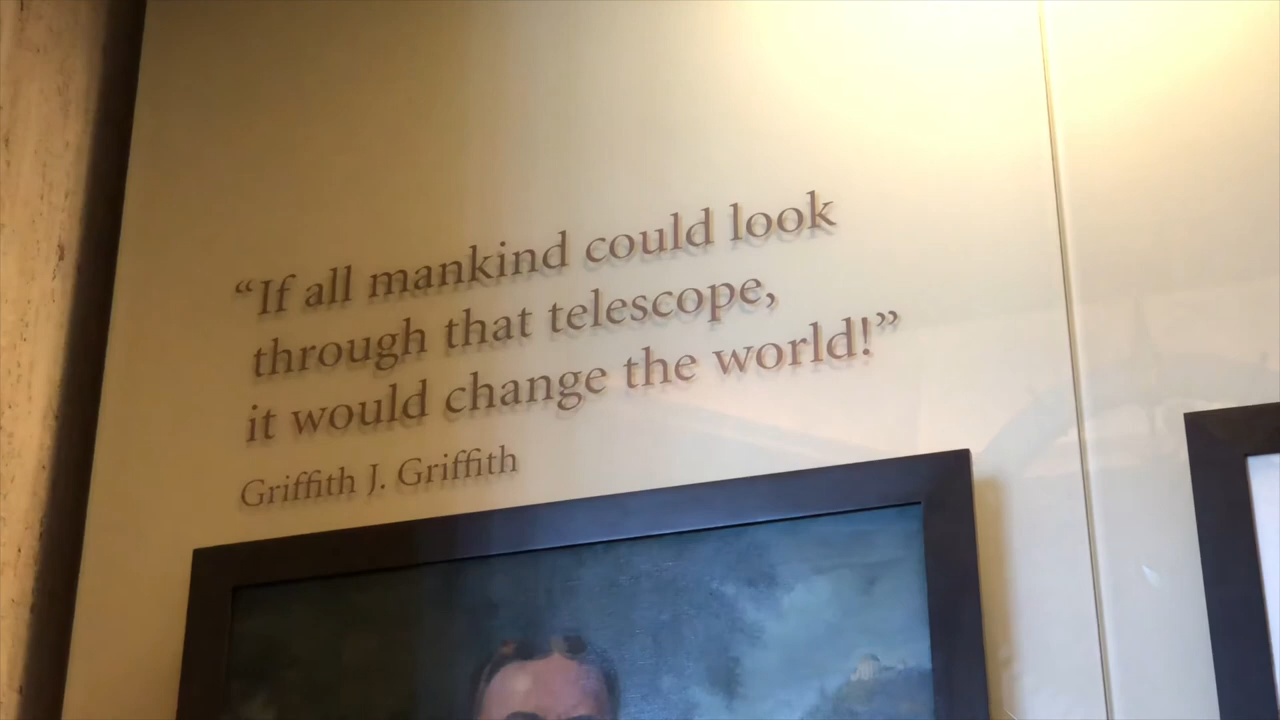 “If all mankind could look
through that telescope,
it would change the world!”
Griffith J. Griffith